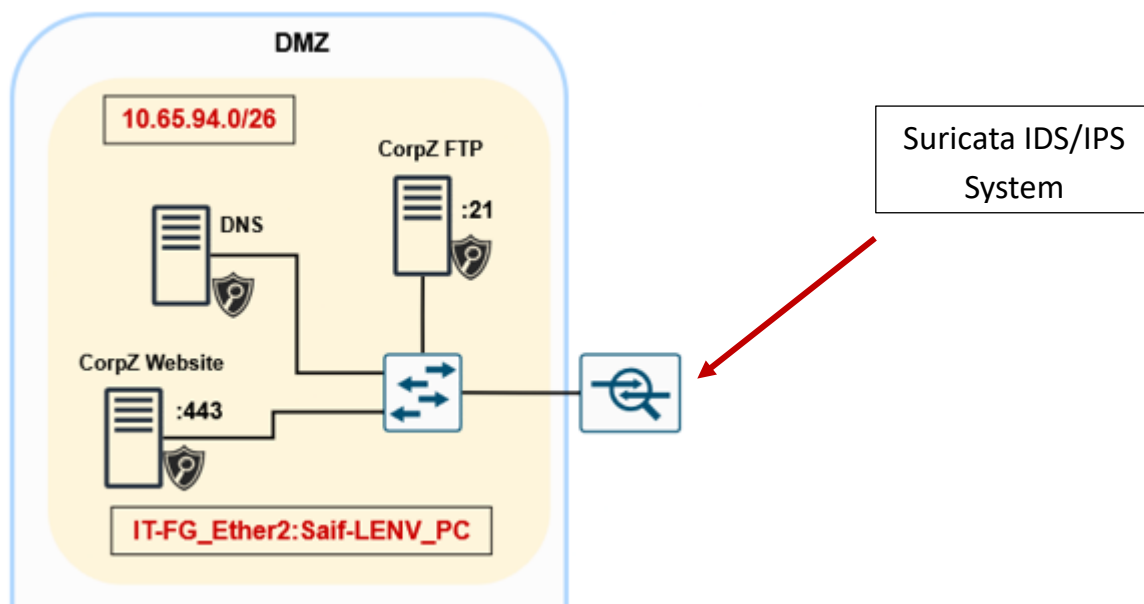 DMZ
10.65.94.0/26
CorpZ FTP
:21
DNS
CorpZ Website
:443
IT-FG_Ether2:Saif-LENV_PC
Suricata IDS/IPS
System